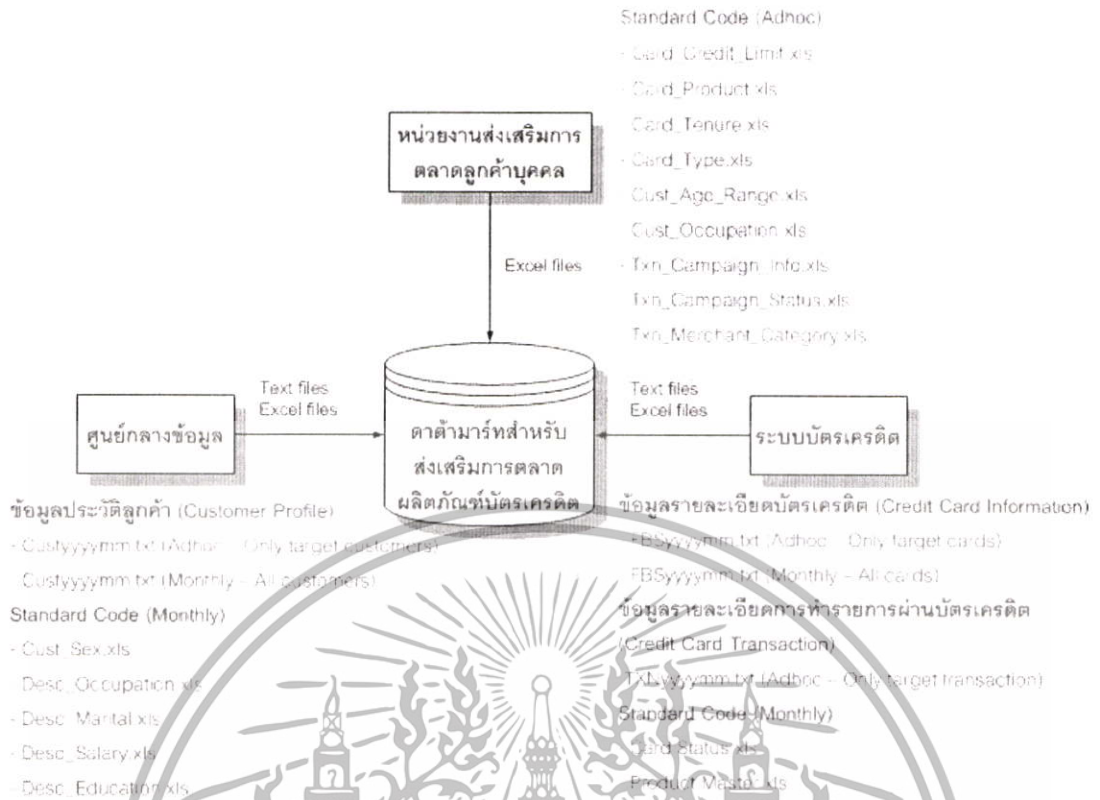 Standard Code (Adhoc)
- Card_Credit_Limit.xls
- Card_Product.xls
Card_Tenure.xls
- Card_Type.xls
- Cust_Age_Range.xls
Cust_Occupation.xls
- Txn_Campaign_Info.xls
Txn_Campaign_Status.xls
Txn_Merchant_Category.xls
หน่วยงานส่งเสริมการ
ตลาดลูกค้าบุคคล
Excel files
Text files
Excel files
ศูนย์กลางข้อมูล
ดาต้ามาร์ทสำหรับ
ส่งเสริมการตลาด
ผลิตภัณฑ์บัตรเครดิต
Text files
Excel files
ระบบบัตรเครดิต
ข้อมูลประวัติลูกค้า (Customer Profile)
- Custyyyymm.txt (Adhoc – Only target customers)
Custyyyymm.txt (Monthly – All customers)
Standard Code (Monthly)
- Cust_Sex.xls
Desc_Occupation.xls
- Desc_Marital.xls
- Desc_Salary.xls
- Desc_Education.xls
ข้อมูลรายละเอียดบัตรเครดิต (Credit Card Information)
FBSyyyymm.txt (Adhoc – Only target cards)
FBSyyyymm.txt (Monthly – All cards)
ข้อมูลรายละเอียดการทำรายการผ่านบัตรเครดิต
(Credit Card Transaction)
TXNyyyymm.txt (Adhoc – Only target transaction)
Standard Code (Monthly)
Card Status.xls
Product Master.xls